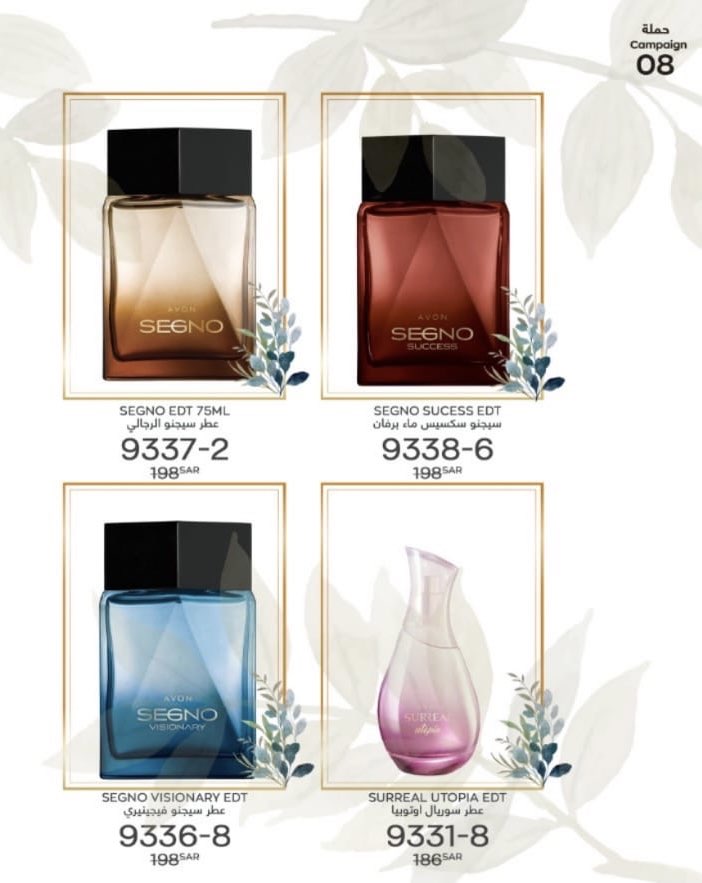 حملة
Campaign
08
AVON
SEGNO
AVON
SEGNO
SUCCESS
SEGNO EDT 75ML
عطر سيجنو الرجالي
9337-2
198SAR
SEGNO SUCESS EDT
سيجنو سكسيس ماء برفان
9338-6
198SAR
AVON
SEGNO
VISIONARY
SURREAL
utopia
SEGNO VISIONARY EDT
عطر سيجنو فيجينيري
9336-8
198SAR
SURREAL UTOPIA EDT
عطر سوريال اوتوبيا
9331-8
186SAR